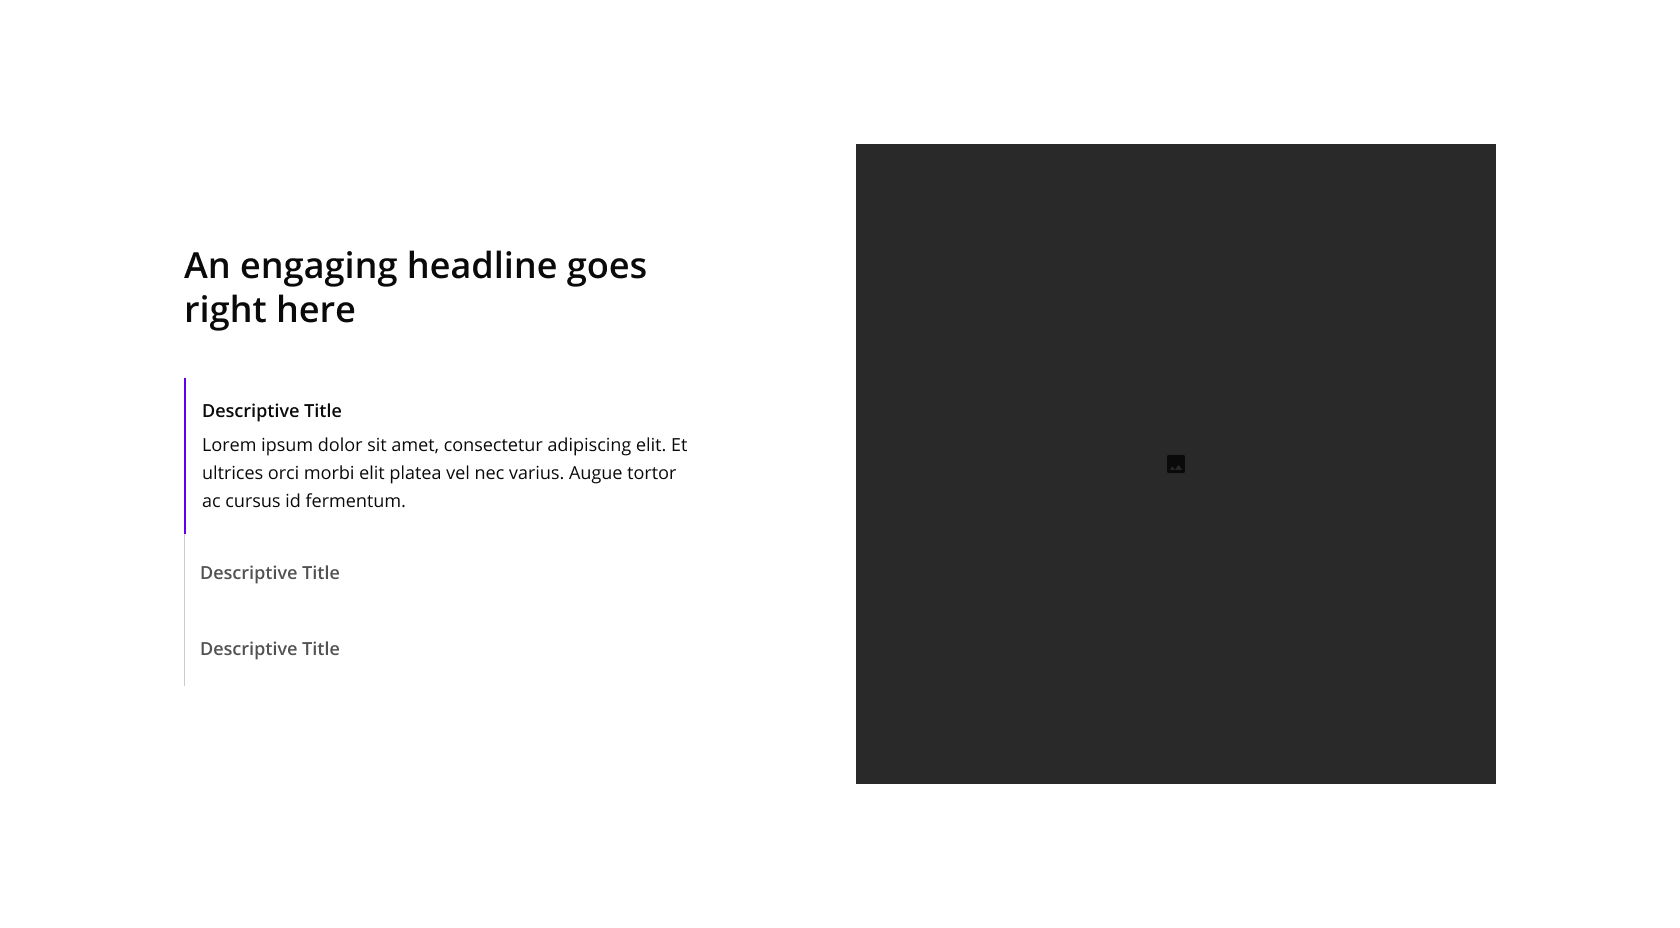 An engaging headline goes
right here
Descriptive Title
Lorem ipsum dolor sit amet, consectetur adipiscing elit. Et
ultrices orci morbi elit platea vel nec varius. Augue tortor
ac cursus id fermentum.
Descriptive Title
Descriptive Title